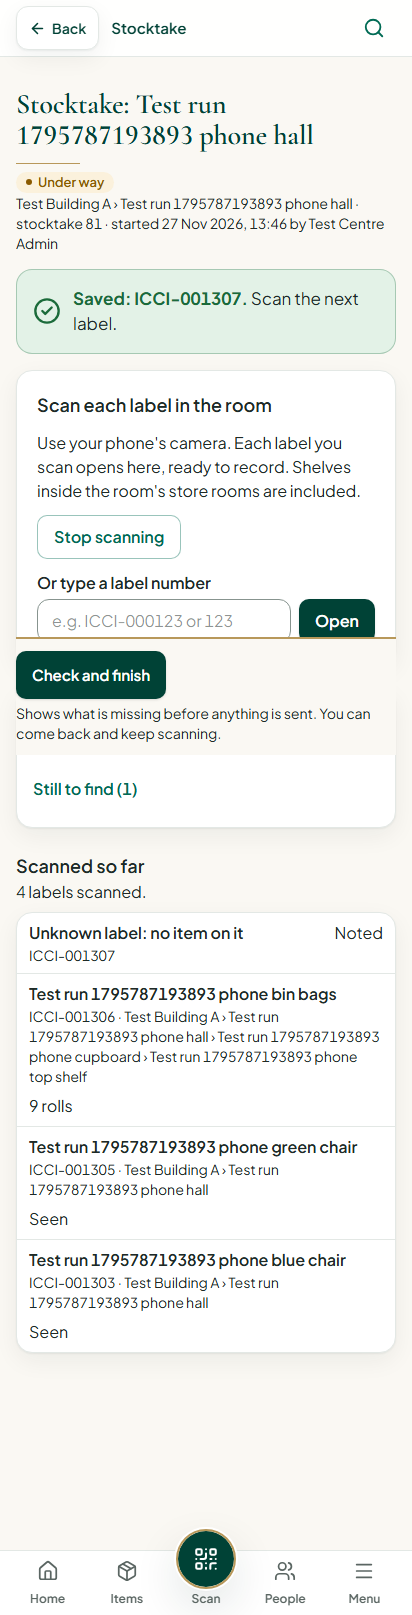 Back
Stocktake
Stocktake: Test run
1795787193893 phone hall
Under way
Test Building A › Test run 1795787193893 phone hall ·
stocktake 81 · started 27 Nov 2026, 13:46 by Test Centre
Admin
Saved: ICCI-001307. Scan the next
label.
Scan each label in the room
Use your phone's camera. Each label you
scan opens here, ready to record. Shelves
inside the room's store rooms are included.
Stop scanning
Or type a label number
e.g. ICCI-000123 or 123
Open
Check and finish
Shows what is missing before anything is sent. You can
come back and keep scanning.
Still to find (1)
Scanned so far
4 labels scanned.
Unknown label: no item on it
Noted
ICCI-001307
Test run 1795787193893 phone bin bags
ICCI-001306 · Test Building A › Test run
1795787193893 phone hall › Test run 1795787193893
phone cupboard › Test run 1795787193893 phone
top shelf
9 rolls
Test run 1795787193893 phone green chair
ICCI-001305 · Test Building A › Test run
1795787193893 phone hall
Seen
Test run 1795787193893 phone blue chair
ICCI-001303 · Test Building A › Test run
1795787193893 phone hall
Seen
Home
Items
Scan
People
Menu